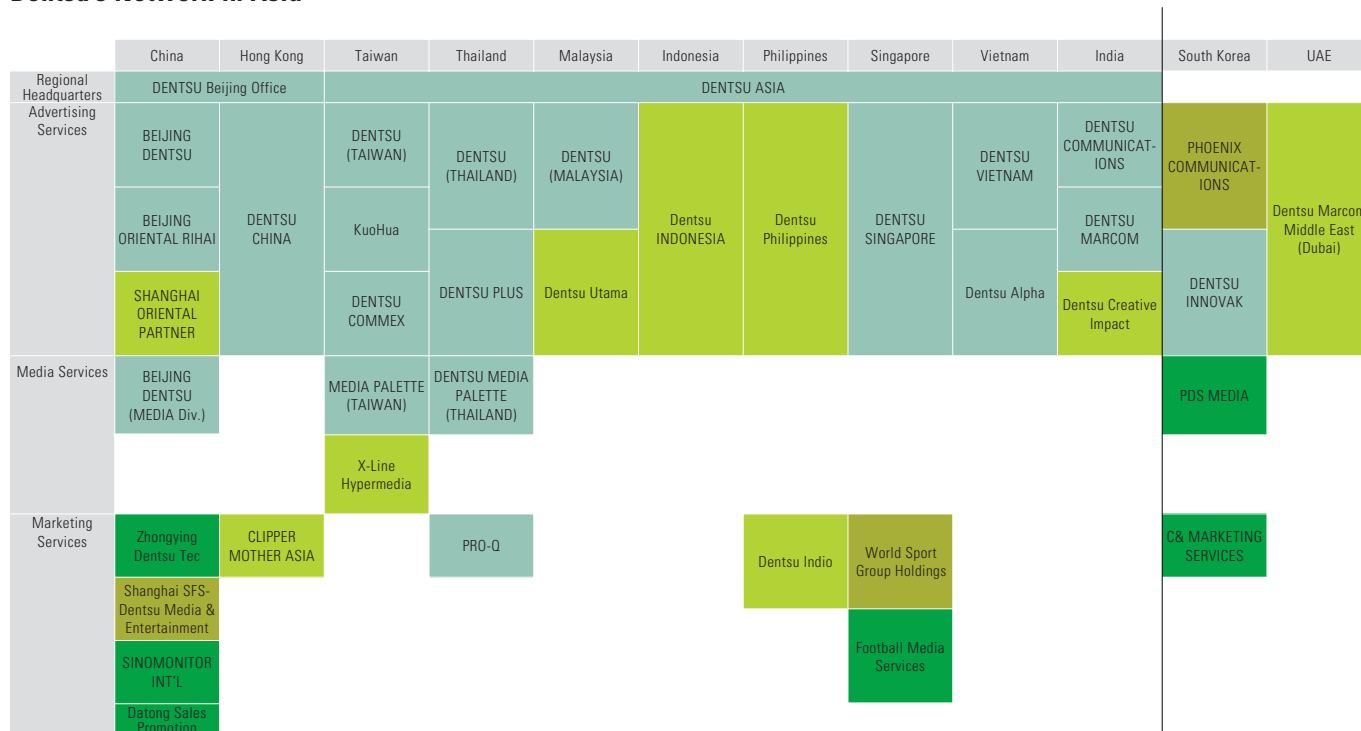 China Hong Kong Taiwan Thailand Malaysia Indonesia Philippines Singapore Vietnam India South Korea UAE
Regional
Headquarters
DENTSU Beijing Office
DENTSU ASIA
Advertising
Services
BEIJING
DENTSU
BEIJING
ORIENTAL RIHAI
SHANGHAI
ORIENTAL
PARTNER
DENTSU
CHINA
DENTSU
(TAIWAN)
KuoHua
DENTSU
COMMEX
DENTSU
(THAILAND)
DENTSU PLUS
DENTSU
(MALAYSIA)
Dentsu Utama
Dentsu
INDONESIA
Dentsu
Philippines
DENTSU
SINGAPORE
DENTSU
VIETNAM
Dentsu Alpha
DENTSU
COMMUNICAT-
IONS
DENTSU
MARCOM
Dentsu Creative
Impact
PHOENIX
COMMUNICAT-
IONS
DENTSU
INNOVAK
Dentsu Marcom
Middle East
(Dubai)
Media Services
BEIJING
DENTSU
(MEDIA Div.)
MEDIA PALETTE
(TAIWAN)
X-Line
Hypermedia
DENTSU MEDIA
PALETTE
(THAILAND)
PDS MEDIA
Marketing
Services
Zhongying
Dentsu Tec
Shanghai SFS-
Dentsu Media &
Entertainment
SINOMONITOR
INT'L
Datong Sales
Promotion
CLIPPER
MOTHER ASIA
PRO-Q
Dentsu Indio
World Sport
Group Holdings
Football Media
Services
C& MARKETING
SERVICES